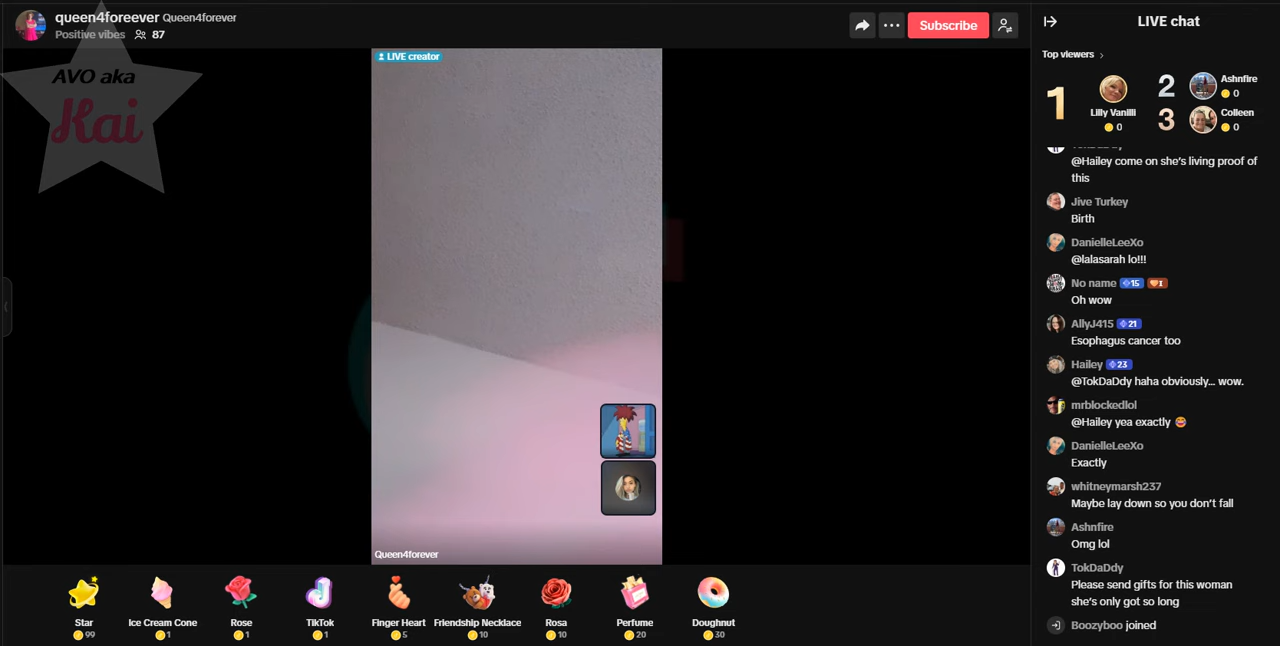 queen4foreever Queen4forever
Positive vibes 87
AVO aka
Kai
Subscribe
LIVE creator
Queen4forever
Star
99
Ice Cream Cone
1
Rose
1
TikTok
1
Finger Heart
5
Friendship Necklace
10
Rosa
10
Perfume
20
Doughnut
30
LIVE chat
Top viewers
1
Lilly Vanilli
0
2
Ashnfire
0
3
Colleen
0
@Hailey come on she's living proof of
this
Jive Turkey
Birth
DanielleLeeXo
@lalasarah lo!!!
No name 15 I
Oh wow
AllyJ415 21
Esophagus cancer too
Hailey 23
@TokDaDdy haha obviously... wow.
mrblockedlol
@Hailey yea exactly
DanielleLeeXo
Exactly
whitneymarsh237
Maybe lay down so you don't fall
Ashnfire
Omg lol
TokDaDdy
Please send gifts for this woman
she's only got so long
Boozyboo joined